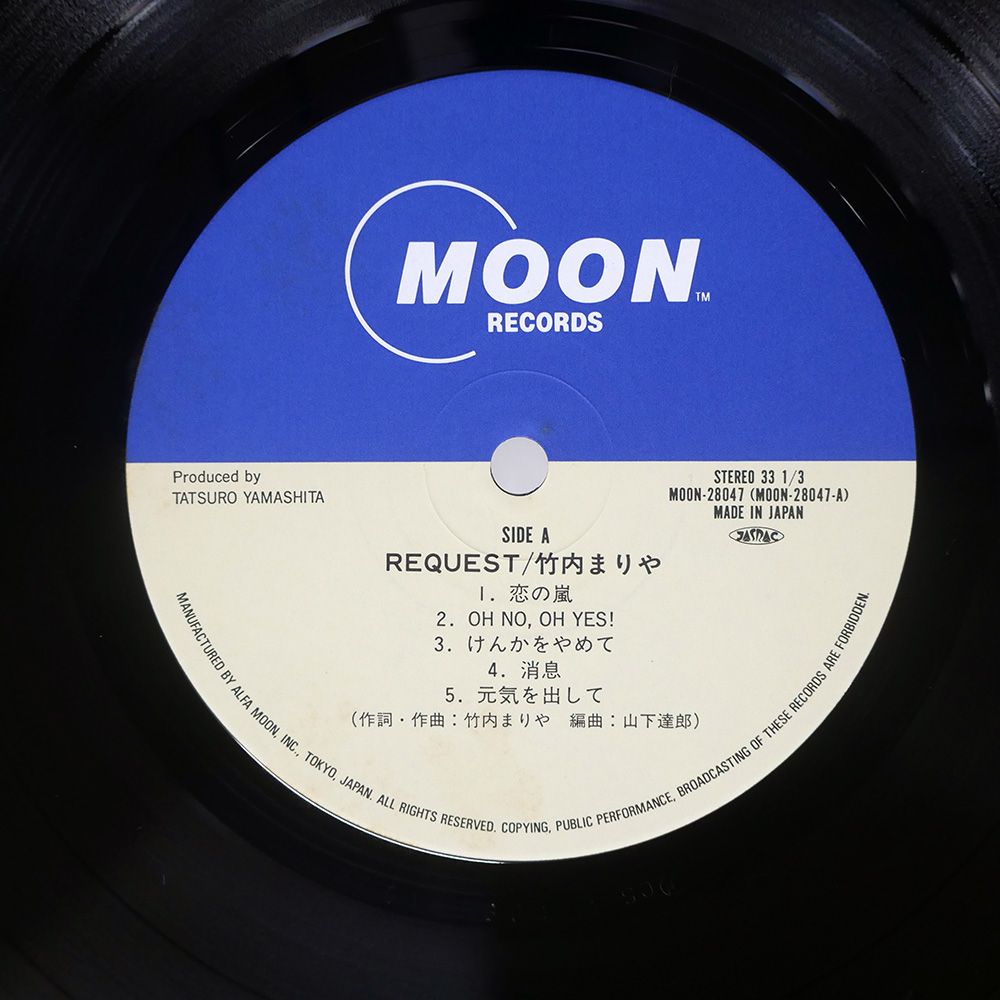 MOON™
RECORDS
Produced by
TATSURO YAMASHITA
STEREO 33 1/3
MOON-28047 (MOON-28047-A)
MADE IN JAPAN
JASRAC
SIDE A
REQUEST/竹内まりや
1. 恋の嵐
2. OH NO, OH YES!
3. けんかをやめて
4. 消息
5. 元気を出して
(作詞・作曲:竹内まりや 編曲:山下達郎)
MANUFACTURED BY ALFA MOON, INC., TOKYO, JAPAN. ALL RIGHTS RESERVED. COPYING, PUBLIC PERFORMANCE, BROADCASTING OF THESE RECORDS ARE FORBIDDEN.